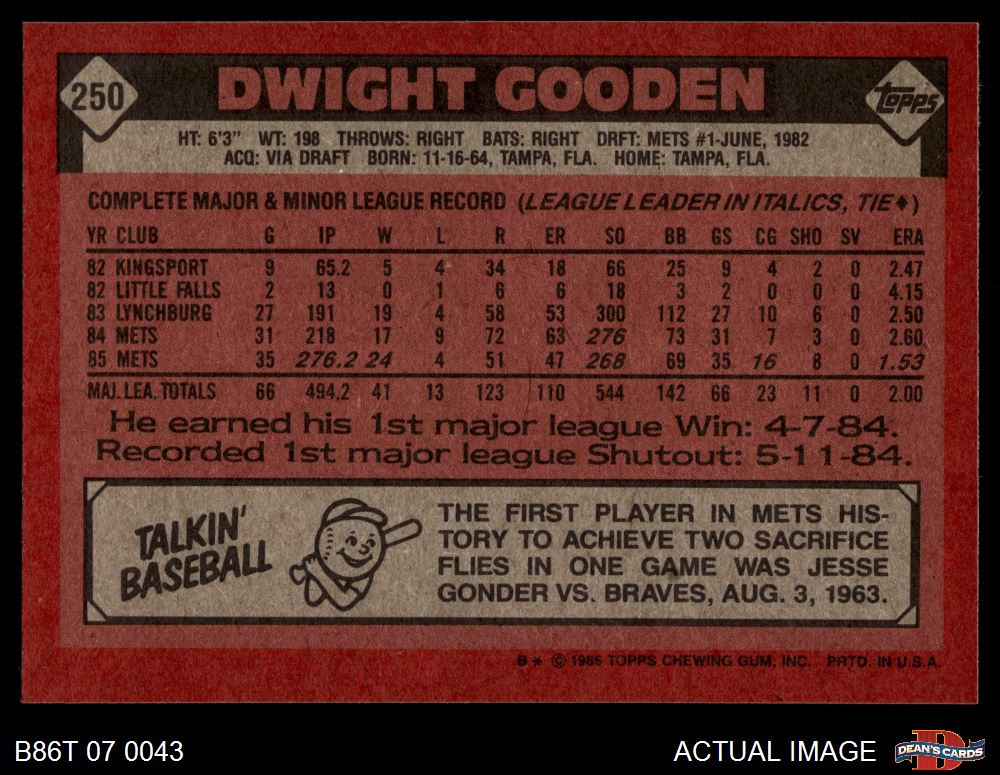 250 DWIGHT GOODEN Topps
HT: 6'3" WT: 198 THROWS: RIGHT BATS: RIGHT DRFT: METS #1-JUNE, 1982
ACQ: VIA DRAFT BORN: 11-16-64, TAMPA, FLA. HOME: TAMPA, FLA.
COMPLETE MAJOR & MINOR LEAGUE RECORD (LEAGUE LEADER IN ITALICS, TIE♦)
YR CLUB G IP W L R ER SO BB GS CG SHO SV ERA
82 KINGSPORT 9 65.2 5 4 34 18 66 25 9 4 2 0 2.47
82 LITTLE FALLS 2 13 0 1 6 6 18 3 2 0 0 0 4.15
83 LYNCHBURG 27 191 19 4 58 53 300 112 27 10 6 0 2.50
84 METS 31 218 17 9 72 63 276 73 31 7 3 0 2.60
85 METS 35 276.2 24 4 51 47 268 69 35 16 8 0 1.53
MAJ. LEA. TOTALS 66 494.2 41 13 123 110 544 142 66 23 11 0 2.00
He earned his 1st major league Win: 4-7-84.
Recorded 1st major league Shutout: 5-11-84.
TALKIN'
BASEBALL
THE FIRST PLAYER IN METS HIS-
TORY TO ACHIEVE TWO SACRIFICE
FLIES IN ONE GAME WAS JESSE
GONDER VS. BRAVES, AUG. 3, 1963.
B* © 1986 TOPPS CHEWING GUM, INC. PRTD. IN U.S.A.
B86T 07 0043
ACTUAL IMAGE
D
DEAN'S CARDS